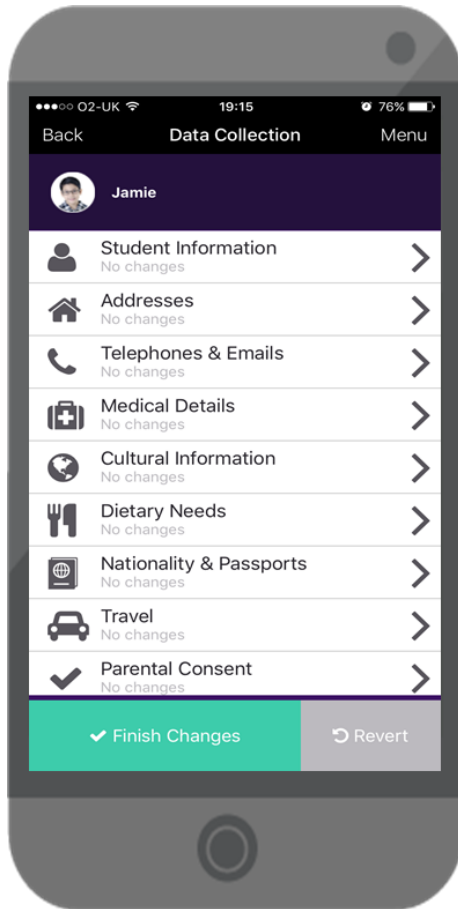 ●●●○○ O2-UK 19:15 76%
Back Data Collection Menu
Jamie
Student Information
No changes
Addresses
No changes
Telephones & Emails
No changes
Medical Details
No changes
Cultural Information
No changes
Dietary Needs
No changes
Nationality & Passports
No changes
Travel
No changes
Parental Consent
No changes
Finish Changes Revert